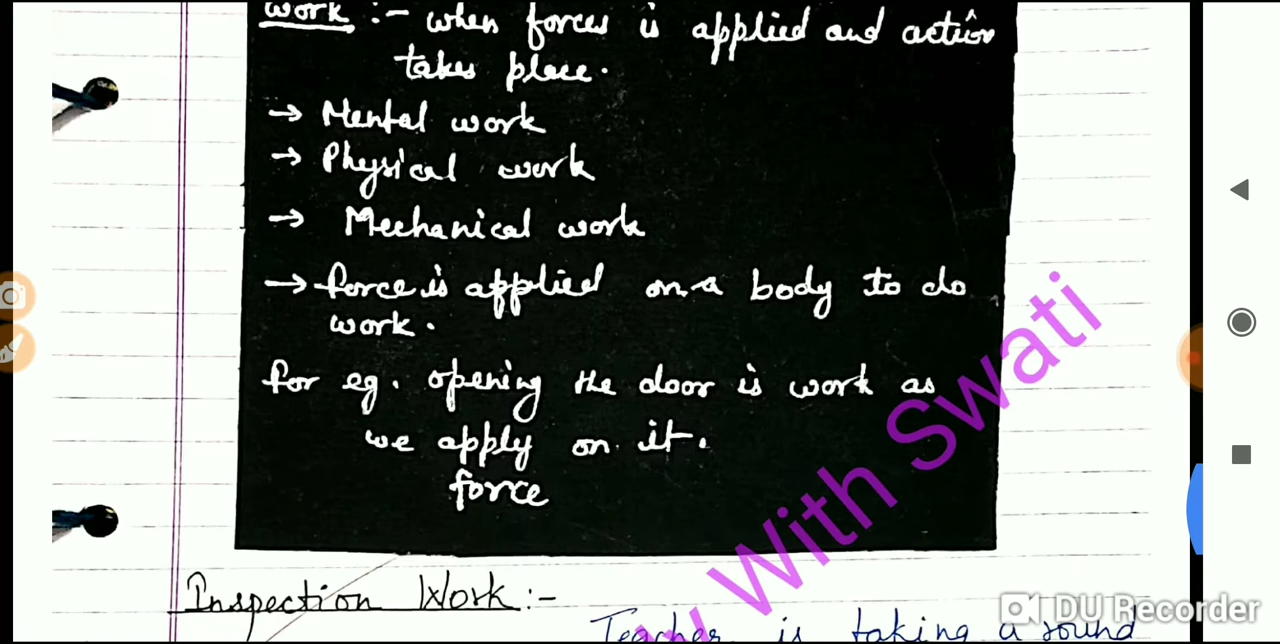 Work :- when forces is applied and action
takes place.
→ Mental work
→ Physical work
→ Mechanical work
→ force is applied on a body to do
work.
for eg. opening the door is work as
we apply on it.
force
With Swati
Inspection Work :-
Teacher is taking a round
DU Recorder